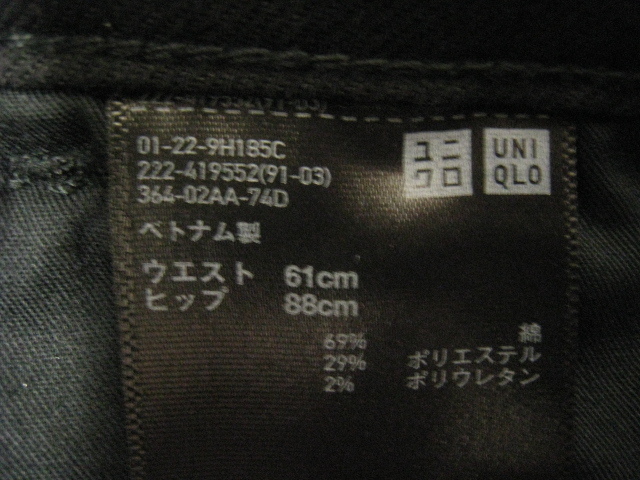 01-22-9H185C
222-419552(91-03)
364-02AA-74D
ユニ
クロ
UNI
QLO
ベトナム製
ウエスト 61cm
ヒップ 88cm
69% 綿
29% ポリエステル
2% ポリウレタン